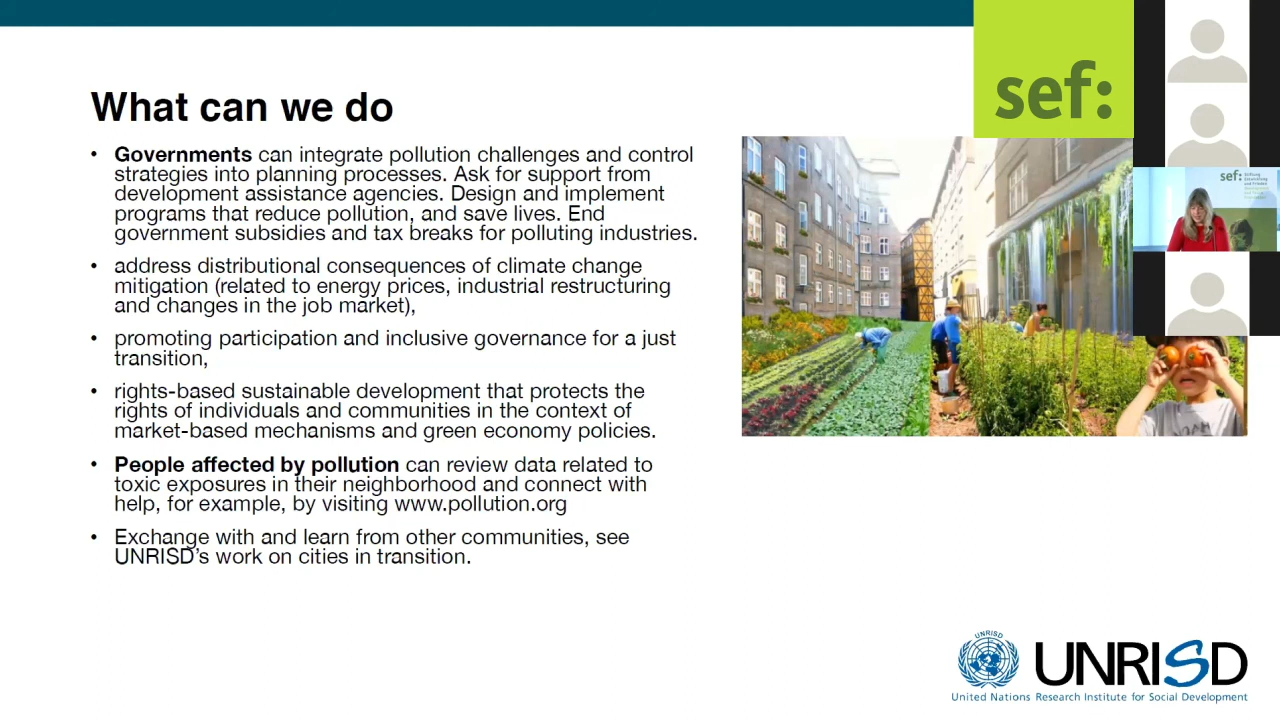 What can we do
• Governments can integrate pollution challenges and control
strategies into planning processes. Ask for support from
development assistance agencies. Design and implement
programs that reduce pollution, and save lives. End
government subsidies and tax breaks for polluting industries.
• address distributional consequences of climate change
mitigation (related to energy prices, industrial restructuring
and changes in the job market),
• promoting participation and inclusive governance for a just
transition,
• rights-based sustainable development that protects the
rights of individuals and communities in the context of
market-based mechanisms and green economy policies.
• People affected by pollution can review data related to
toxic exposures in their neighborhood and connect with
help, for example, by visiting www.pollution.org
• Exchange with and learn from other communities, see
UNRISD's work on cities in transition.
sef:
sef:
UNRISD
UNRISD
United Nations Research Institute for Social Development